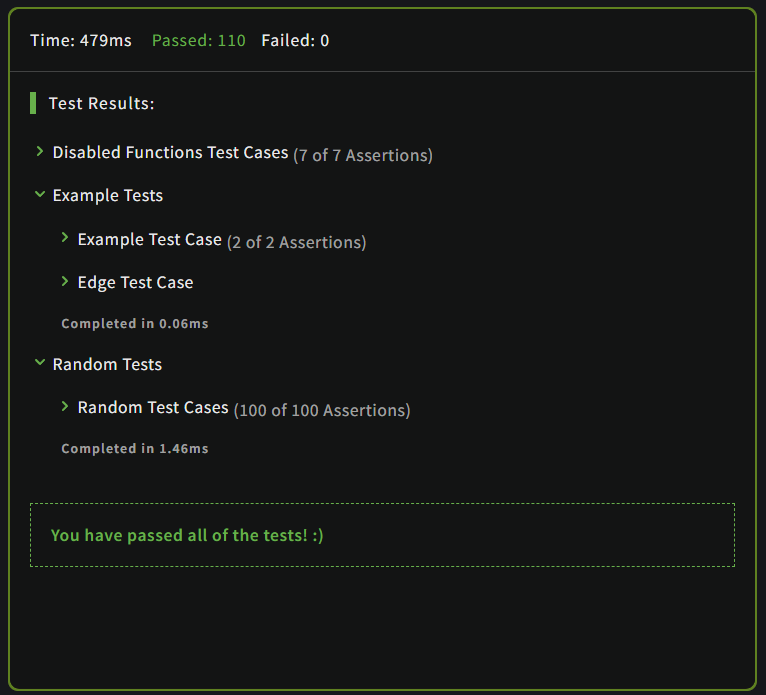 Time: 479ms Passed: 110 Failed: 0
Test Results:
Disabled Functions Test Cases (7 of 7 Assertions)
Example Tests
Example Test Case (2 of 2 Assertions)
Edge Test Case
Completed in 0.06ms
Random Tests
Random Test Cases (100 of 100 Assertions)
Completed in 1.46ms
You have passed all of the tests! :)